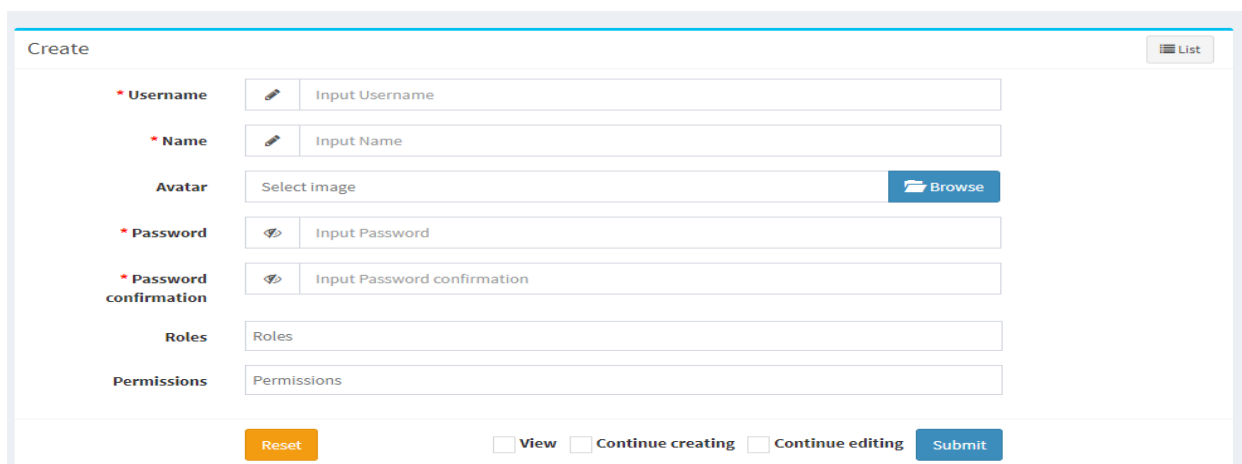 Create
List
* Username
Input Username
* Name
Input Name
Avatar
Select image
Browse
* Password
Input Password
* Password
confirmation
Input Password confirmation
Roles
Roles
Permissions
Permissions
Reset
View
Continue creating
Continue editing
Submit